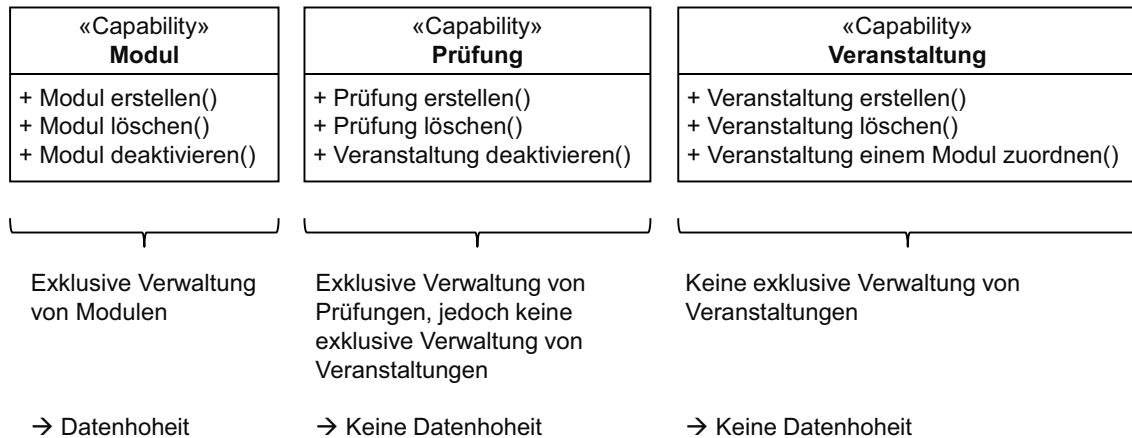 «Capability»
Modul
+ Modul erstellen()
+ Modul löschen()
+ Modul deaktivieren()
Exklusive Verwaltung
von Modulen
→ Datenhoheit
«Capability»
Prüfung
+ Prüfung erstellen()
+ Prüfung löschen()
+ Veranstaltung deaktivieren()
Exklusive Verwaltung von
Prüfungen, jedoch keine
exklusive Verwaltung von
Veranstaltungen
→ Keine Datenhoheit
«Capability»
Veranstaltung
+ Veranstaltung erstellen()
+ Veranstaltung löschen()
+ Veranstaltung einem Modul zuordnen()
Keine exklusive Verwaltung von
Veranstaltungen
→ Keine Datenhoheit